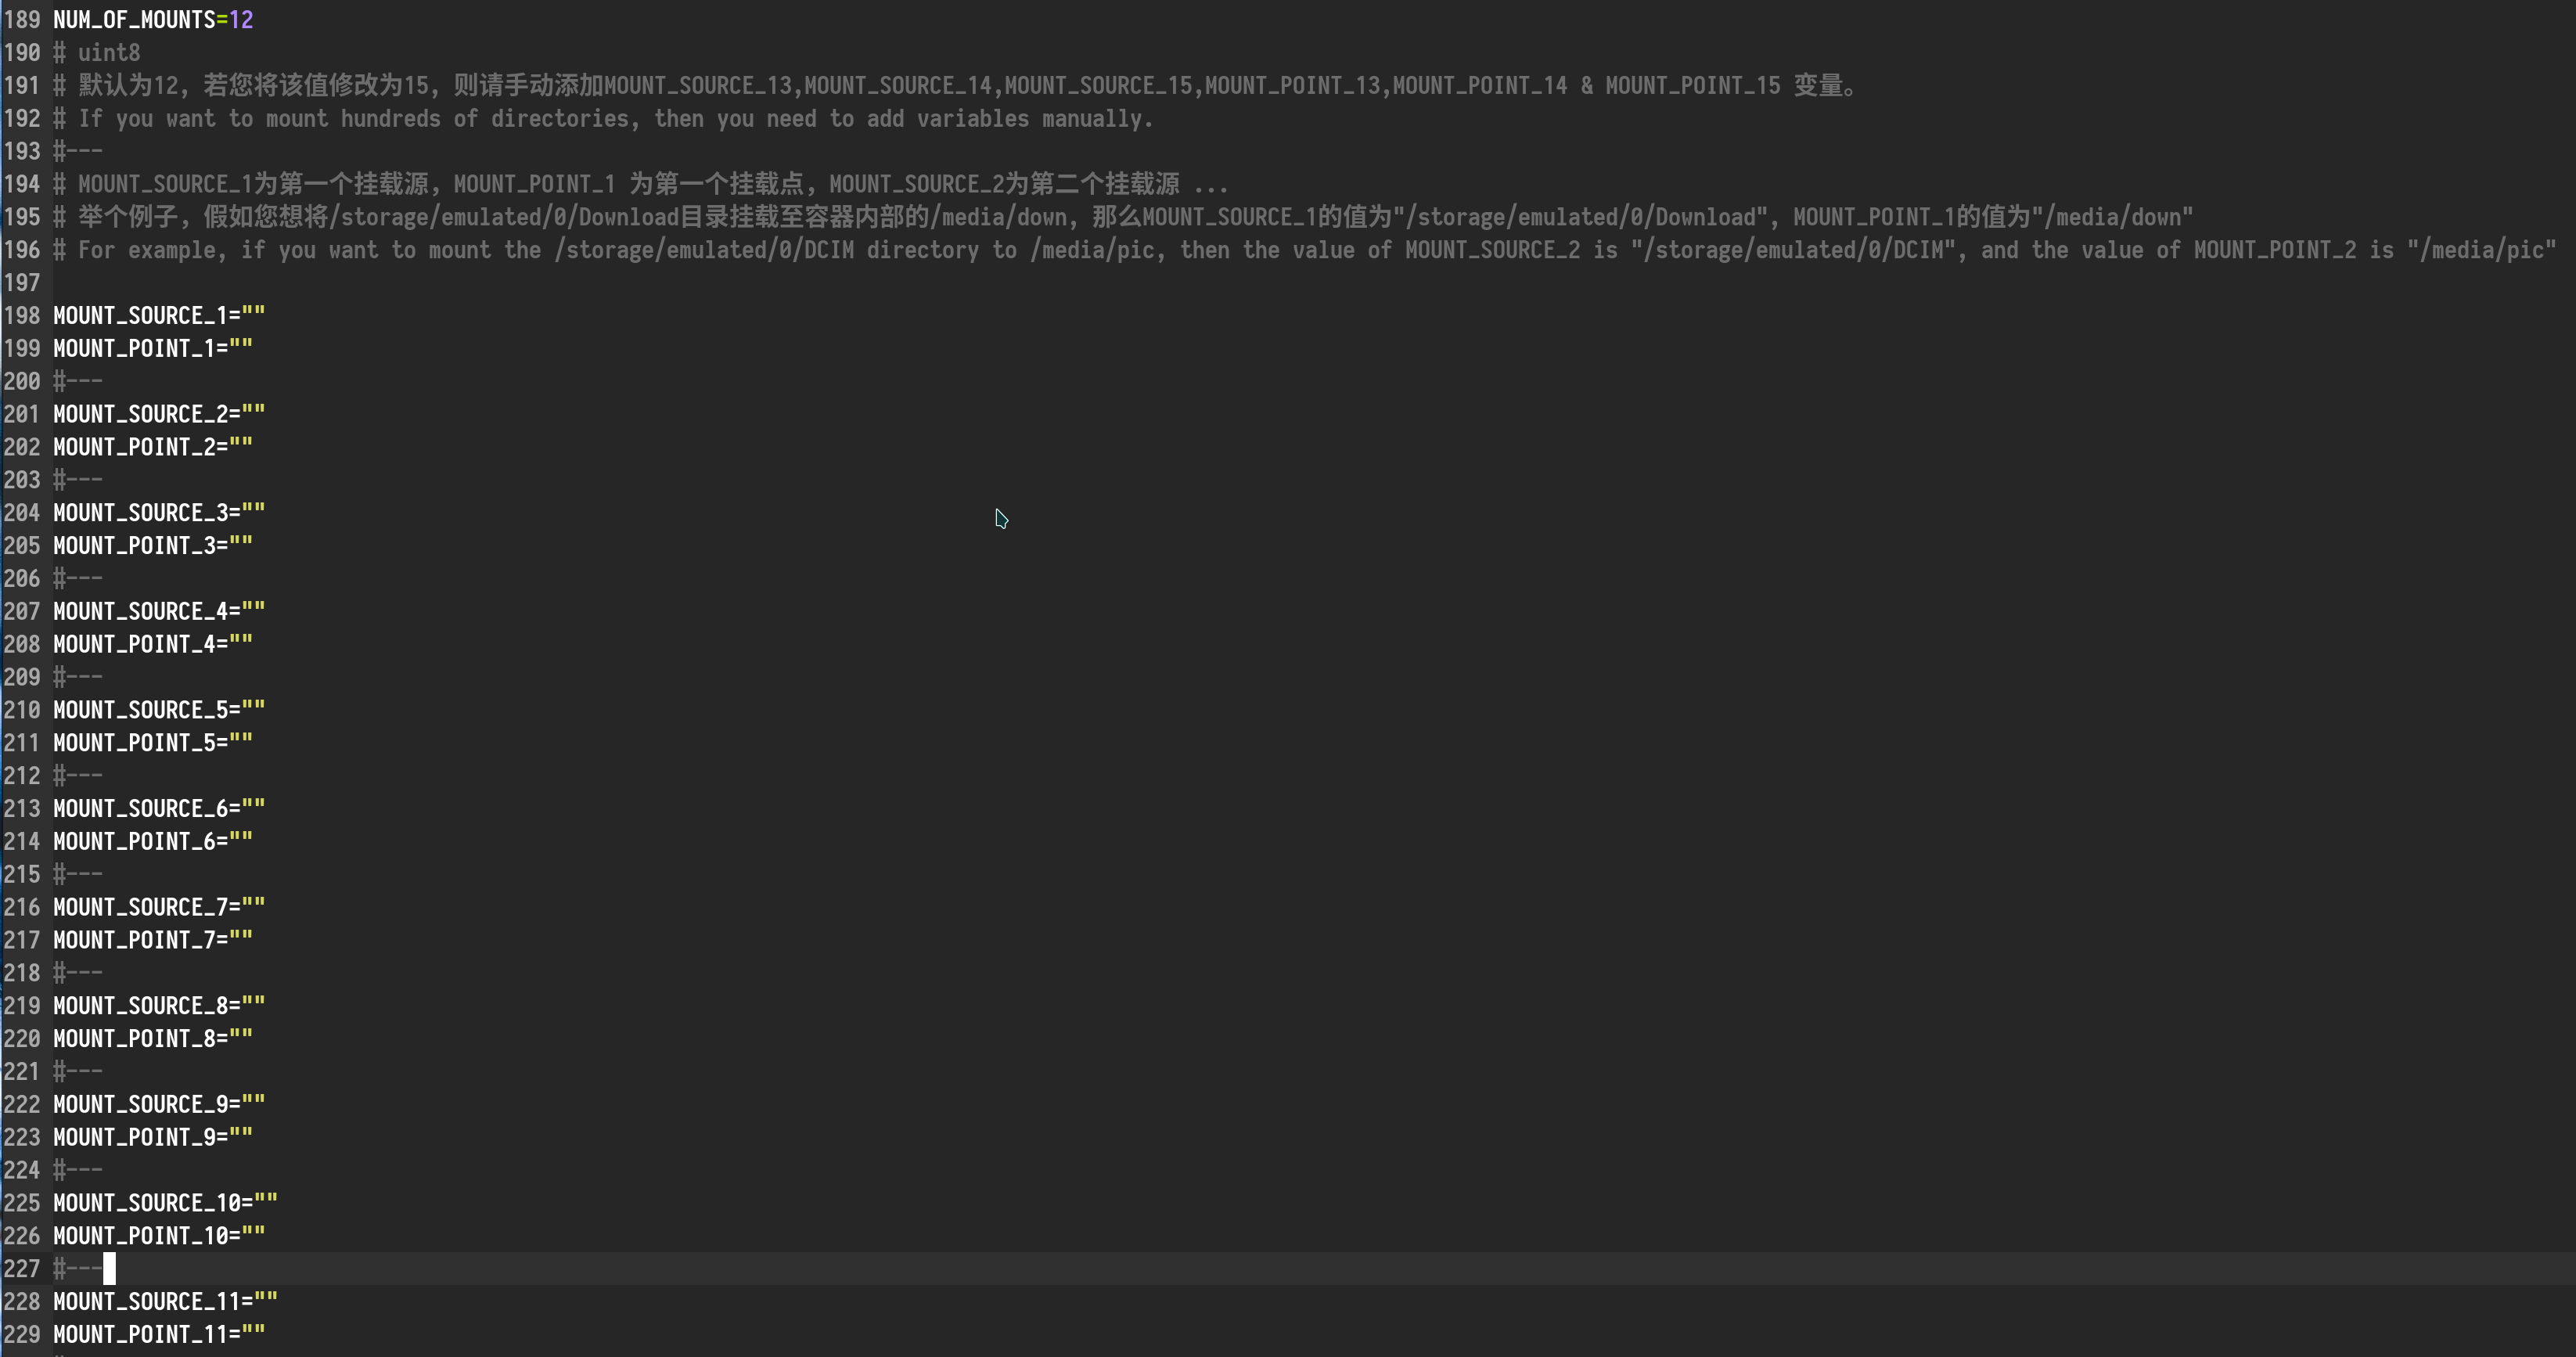 189 NUM_OF_MOUNTS=12
190 # uint8
191 # 默认为12, 若您将该值修改为15, 则请手动添加MOUNT_SOURCE_13,MOUNT_SOURCE_14,MOUNT_SOURCE_15,MOUNT_POINT_13,MOUNT_POINT_14 & MOUNT_POINT_15 变量。
192 # If you want to mount hundreds of directories, then you need to add variables manually.
193 #---
194 # MOUNT_SOURCE_1为第一个挂载源, MOUNT_POINT_1 为第一个挂载点, MOUNT_SOURCE_2为第二个挂载源 ...
195 # 举个例子, 假如您想将/storage/emulated/0/Download目录挂载至容器内部的/media/down, 那么MOUNT_SOURCE_1的值为"/storage/emulated/0/Download", MOUNT_POINT_1的值为"/media/down"
196 # For example, if you want to mount the /storage/emulated/0/DCIM directory to /media/pic, then the value of MOUNT_SOURCE_2 is "/storage/emulated/0/DCIM", and the value of MOUNT_POINT_2 is "/media/pic"
197
198 MOUNT_SOURCE_1=""
199 MOUNT_POINT_1=""
200 #---
201 MOUNT_SOURCE_2=""
202 MOUNT_POINT_2=""
203 #---
204 MOUNT_SOURCE_3=""
205 MOUNT_POINT_3=""
206 #---
207 MOUNT_SOURCE_4=""
208 MOUNT_POINT_4=""
209 #---
210 MOUNT_SOURCE_5=""
211 MOUNT_POINT_5=""
212 #---
213 MOUNT_SOURCE_6=""
214 MOUNT_POINT_6=""
215 #---
216 MOUNT_SOURCE_7=""
217 MOUNT_POINT_7=""
218 #---
219 MOUNT_SOURCE_8=""
220 MOUNT_POINT_8=""
221 #---
222 MOUNT_SOURCE_9=""
223 MOUNT_POINT_9=""
224 #---
225 MOUNT_SOURCE_10=""
226 MOUNT_POINT_10=""
227 #---
228 MOUNT_SOURCE_11=""
229 MOUNT_POINT_11=""